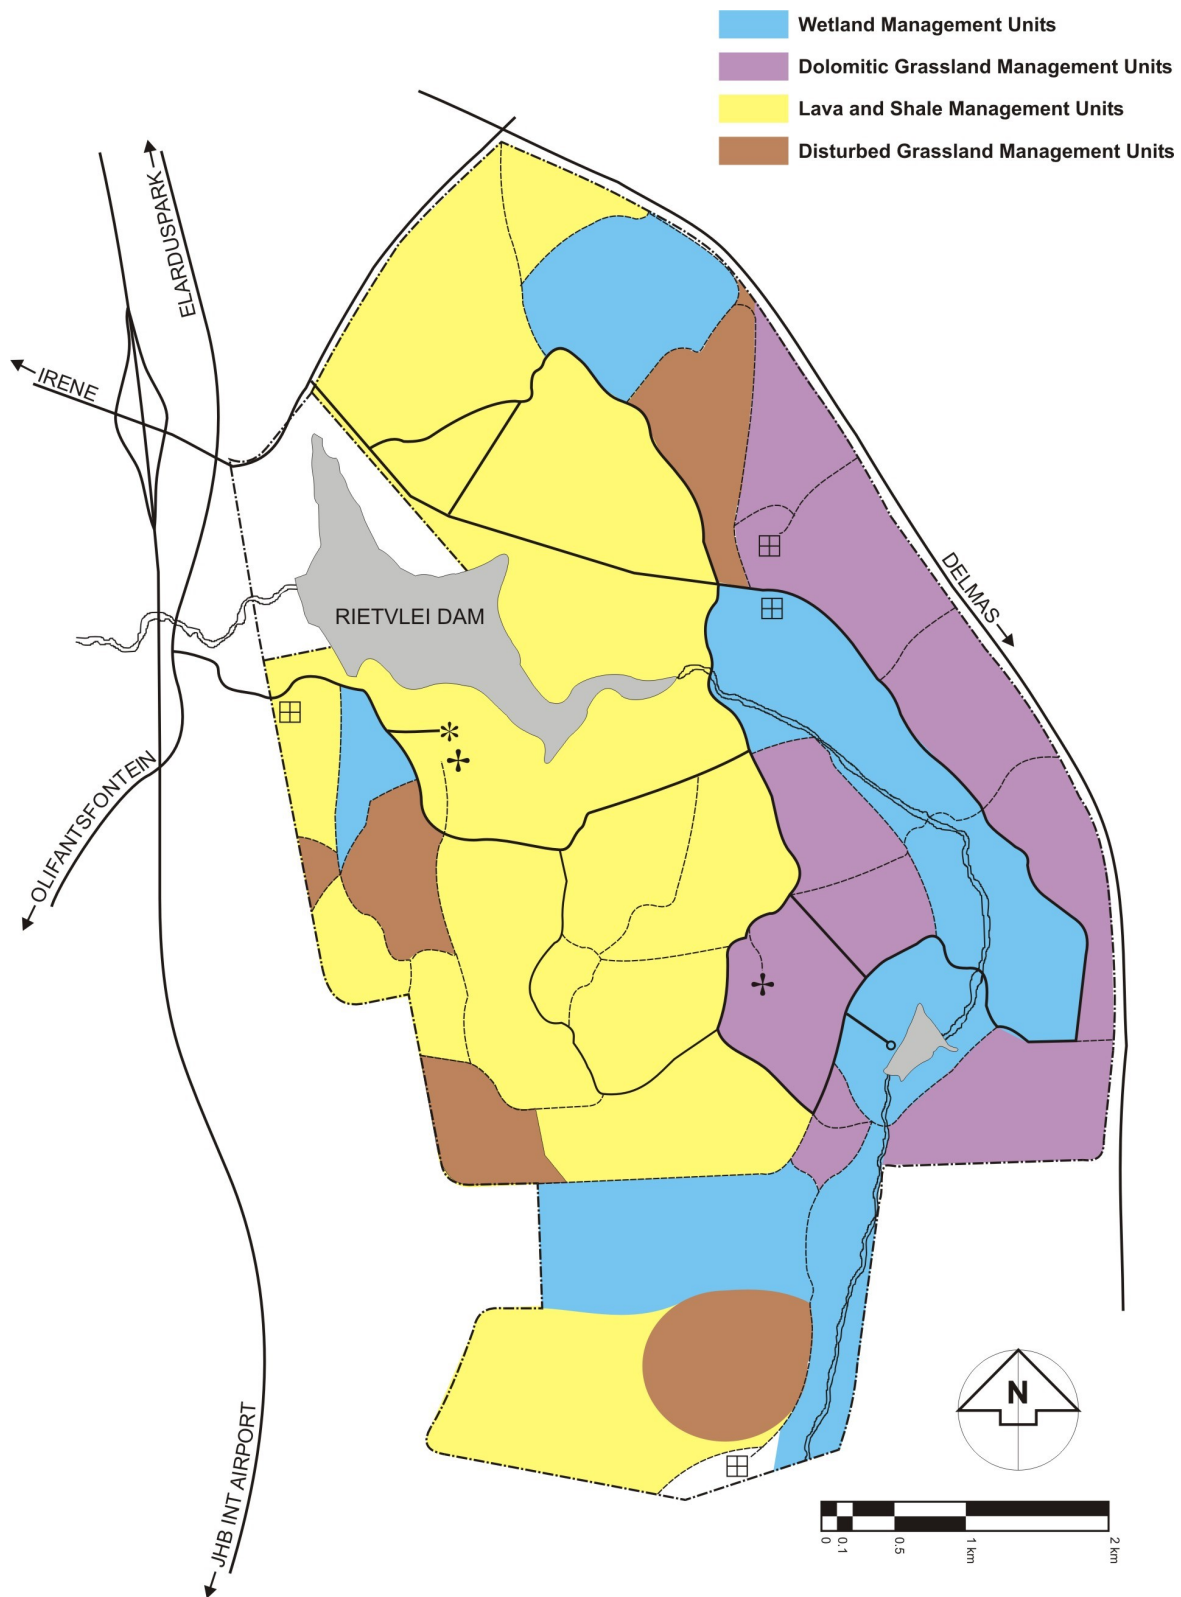 Wetland Management Units
Dolomitic Grassland Management Units
Lava and Shale Management Units
Disturbed Grassland Management Units
ELARDUSPARK
IRENE
DELMAS
RIETVLEI DAM
OLIFANTSFONTEIN
JHB INT AIRPORT
N
0
0.1
0.5
1 km
2 km